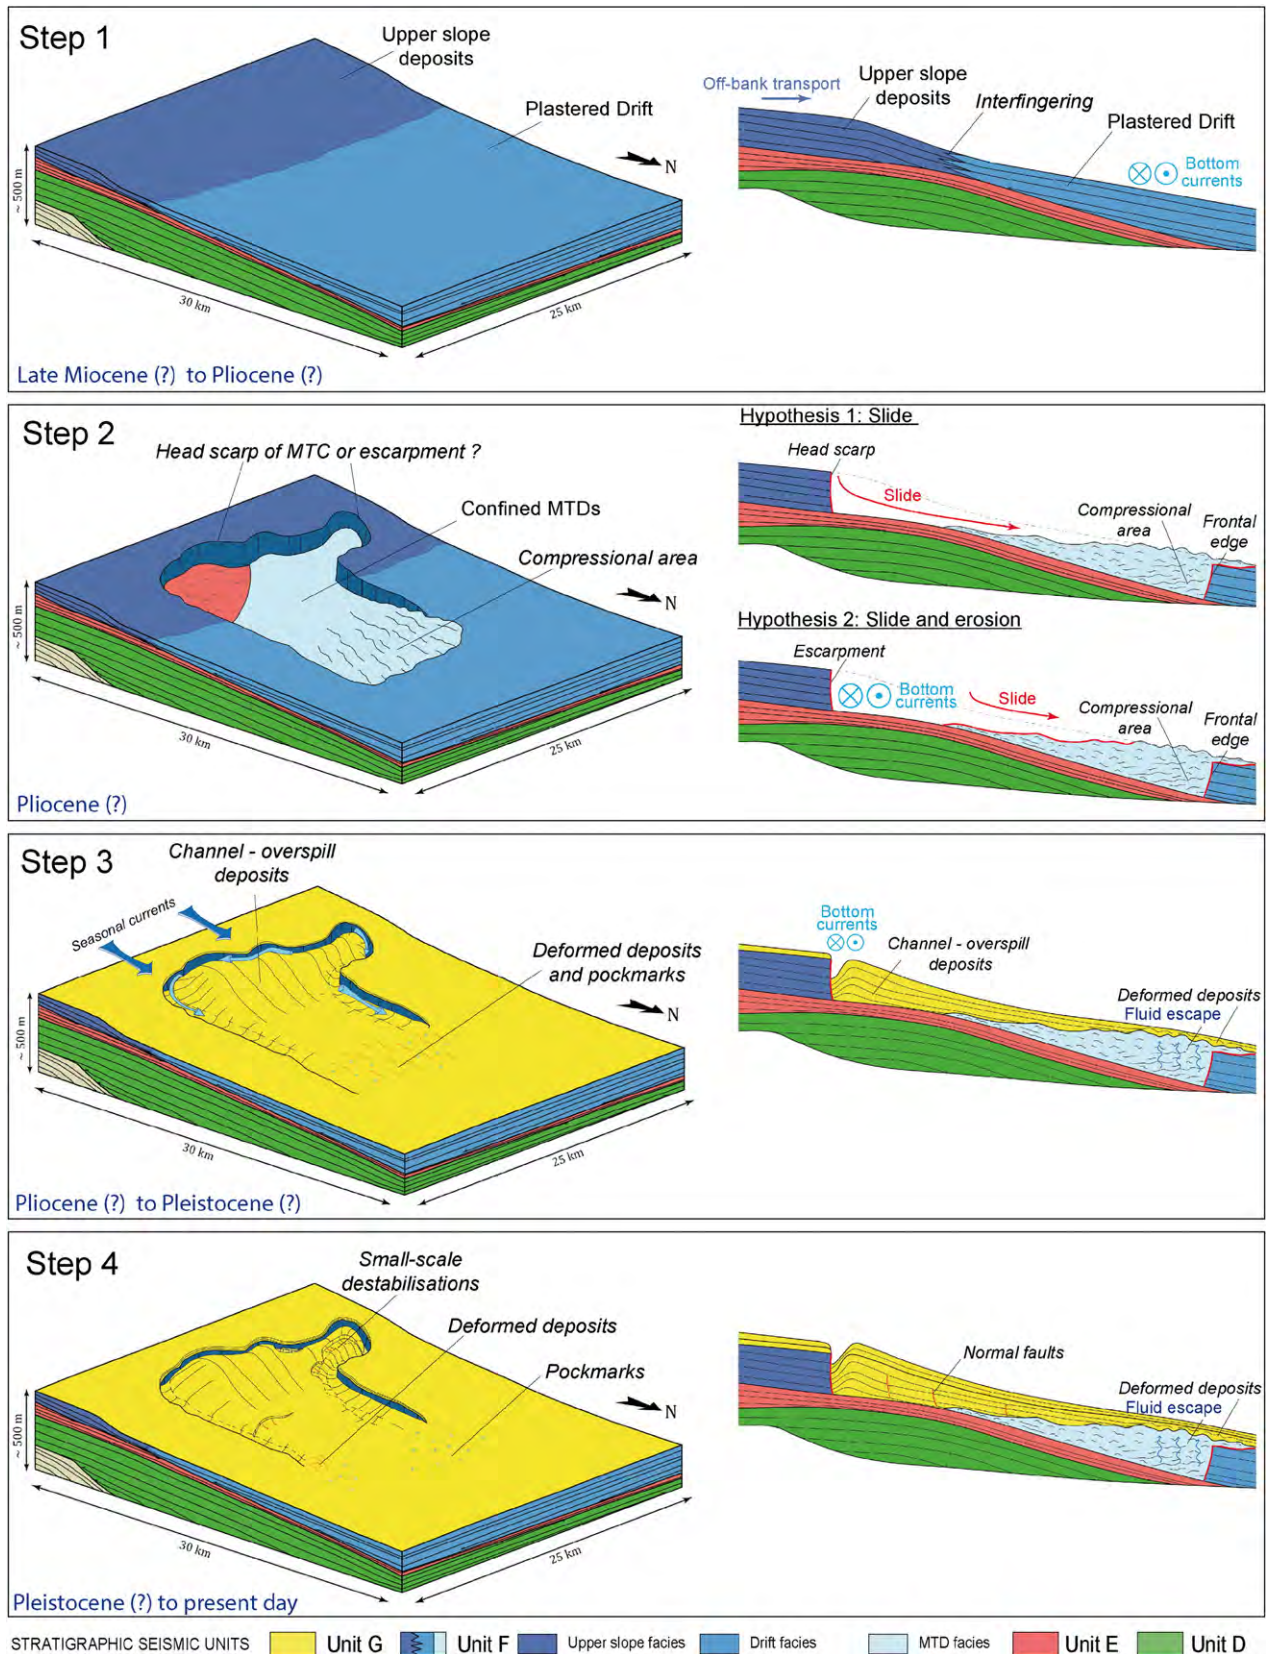 Step 1
Upper slope
deposits
Plastered Drift
N
~ 500 m
30 km
25 km
Late Miocene (?) to Pliocene (?)
Off-bank transport
Upper slope
deposits
Interfingering
Plastered Drift
Bottom
currents
Step 2
Head scarp of MTC or escarpment ?
Confined MTDs
Compressional area
N
~ 500 m
30 km
25 km
Pliocene (?)
Hypothesis 1: Slide
Head scarp
Slide
Compressional
area
Frontal
edge
Hypothesis 2: Slide and erosion
Escarpment
Bottom
currents
Slide
Compressional
area
Frontal
edge
Step 3
Channel - overspill
deposits
Seasonal currents
Deformed deposits
and pockmarks
N
~ 500 m
30 km
25 km
Pliocene (?) to Pleistocene (?)
Bottom
currents
Channel - overspill
deposits
Deformed deposits
Fluid escape
Step 4
Small-scale
destabilisations
Deformed deposits
Pockmarks
N
~ 500 m
30 km
25 km
Pleistocene (?) to present day
Normal faults
Deformed deposits
Fluid escape
STRATIGRAPHIC SEISMIC UNITS Unit G Unit F Upper slope facies Drift facies MTD facies Unit E Unit D